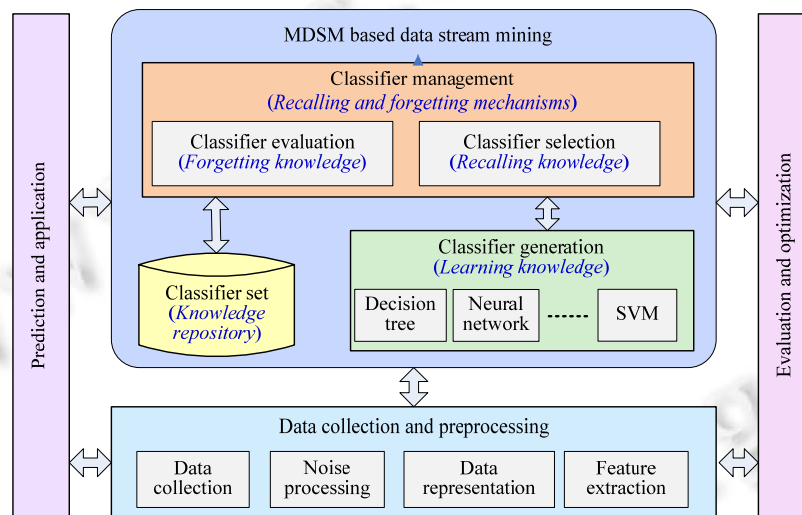 MDSM based data stream mining
Classifier management
(Recalling and forgetting mechanisms)
Classifier evaluation
(Forgetting knowledge)
Classifier selection
(Recalling knowledge)
Classifier set
(Knowledge
repository)
Classifier generation
(Learning knowledge)
Decision
tree
Neural
network
SVM
Prediction and application
Evaluation and optimization
Data collection and preprocessing
Data
collection
Noise
processing
Data
representation
Feature
extraction